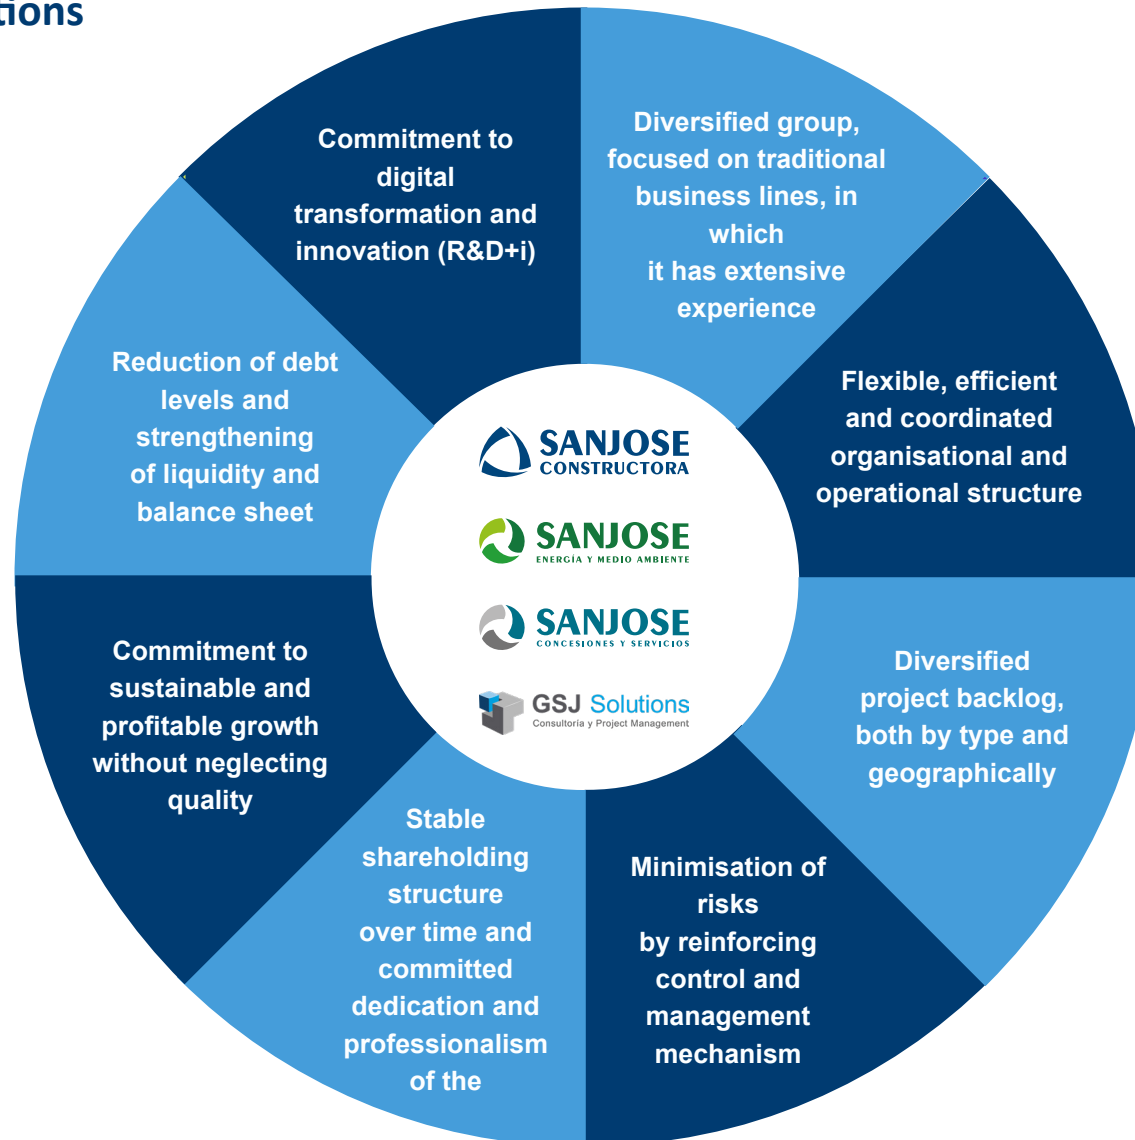 tions
Commitment to
digital
transformation and
innovation (R&D+i)
Diversified group,
focused on traditional
business lines, in
which
it has extensive
experience
Reduction of debt
levels and
strengthening
of liquidity and
balance sheet
Flexible, efficient
and coordinated
organisational and
operational structure
SANJOSE
CONSTRUCTORA
SANJOSE
ENERGÍA Y MEDIO AMBIENTE
SANJOSE
CONCESIONES Y SERVICIOS
GSJ Solutions
Consultoría y Project Management
Commitment to
sustainable and
profitable growth
without neglecting
quality
Diversified
project backlog,
both by type and
geographically
Stable
shareholding
structure
over time and
committed
dedication and
professionalism
of the
Minimisation of
risks
by reinforcing
control and
management
mechanism